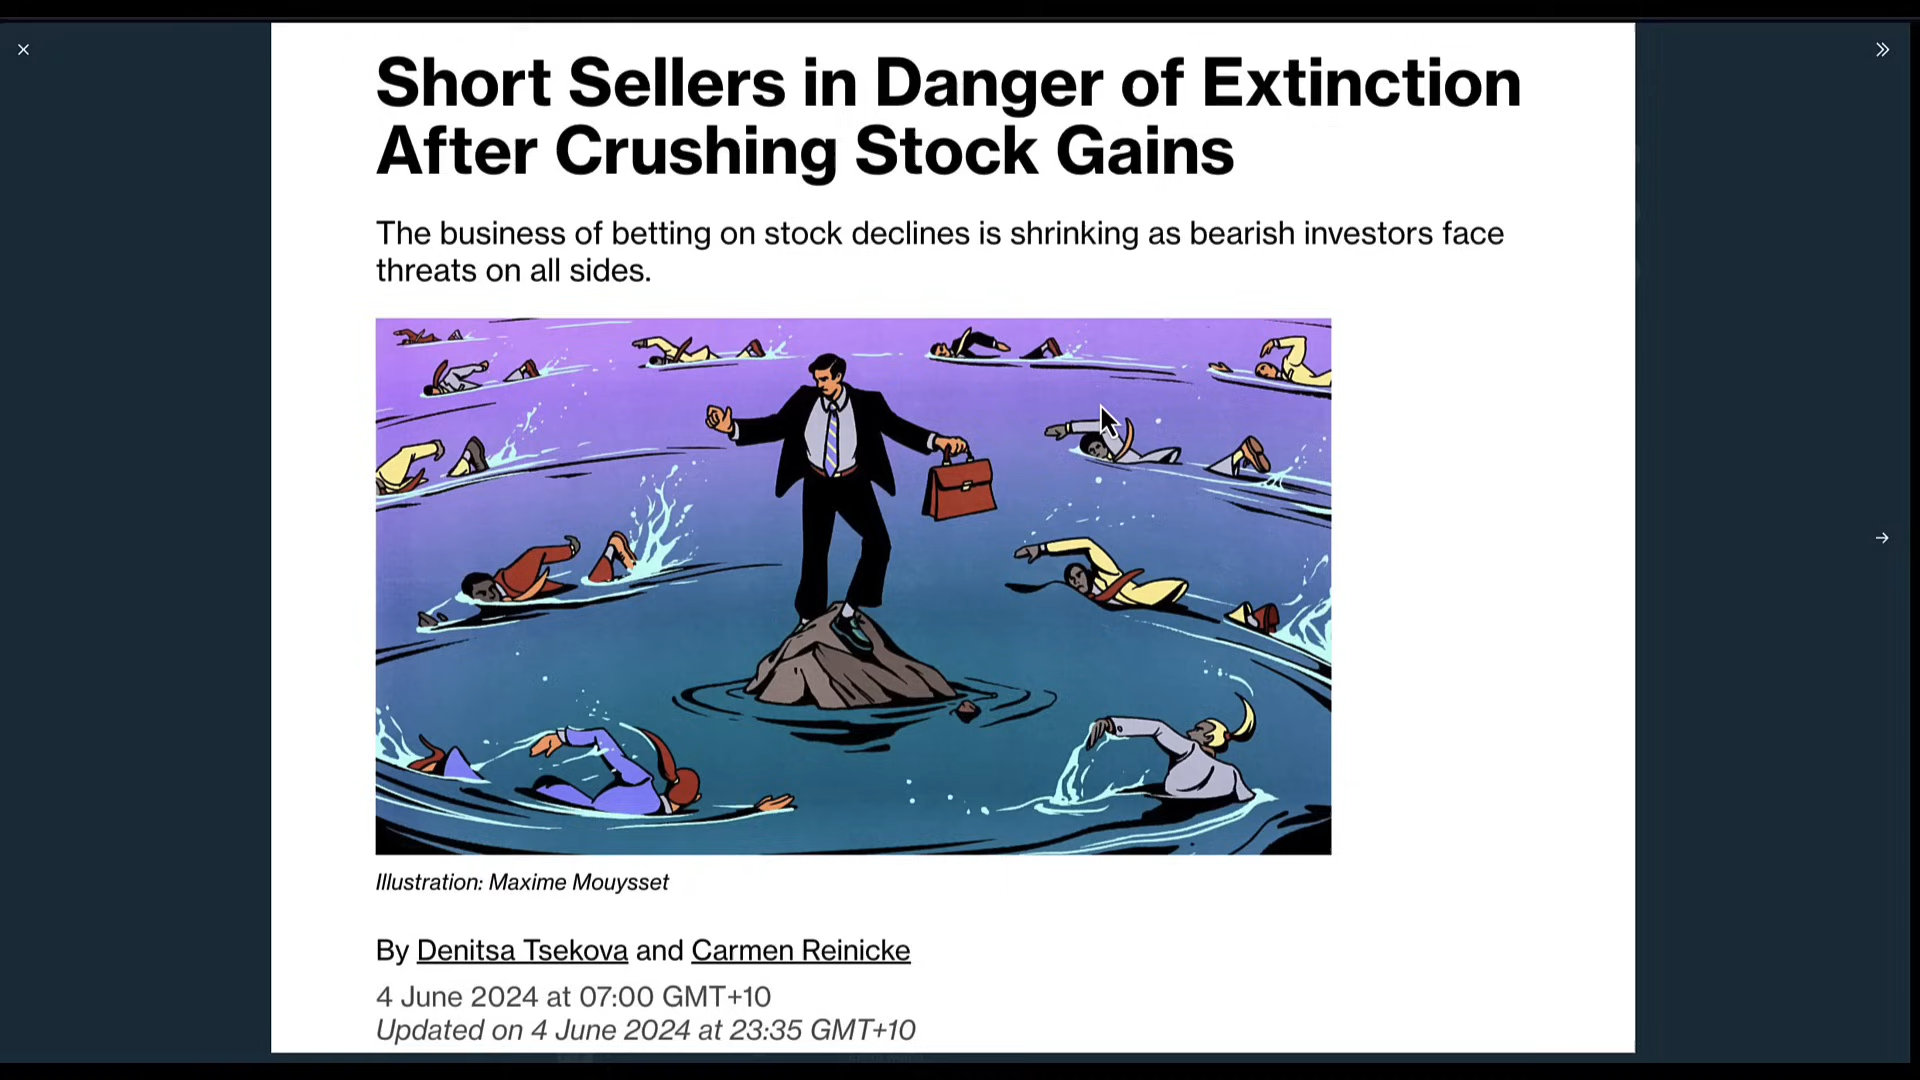 Short Sellers in Danger of Extinction
After Crushing Stock Gains
The business of betting on stock declines is shrinking as bearish investors face
threats on all sides.
Illustration: Maxime Mouysset
By Denitsa Tsekova and Carmen Reinicke
4 June 2024 at 07:00 GMT+10
Updated on 4 June 2024 at 23:35 GMT+10